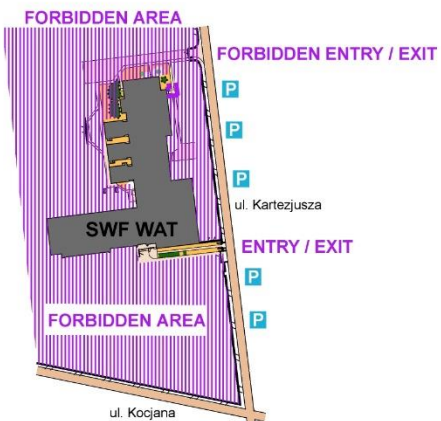 FORBIDDEN AREA
FORBIDDEN ENTRY / EXIT
P
P
P
ul. Kartezjusza
SWF WAT
ENTRY / EXIT
P
FORBIDDEN AREA
P
ul. Kocjana